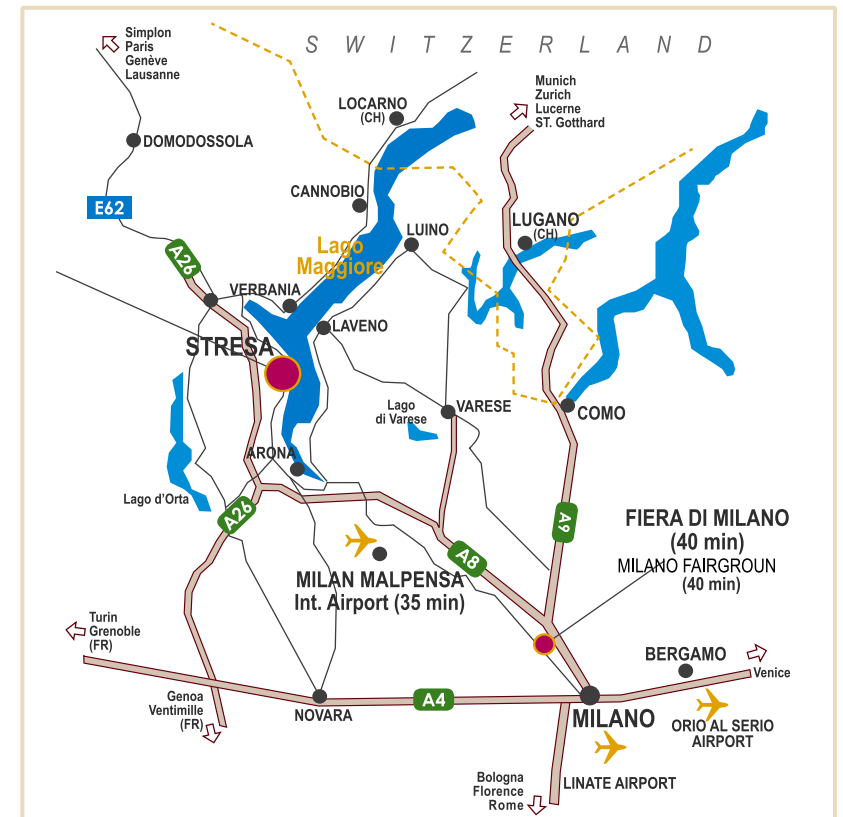 Simplon
Paris
Genève
Lausanne
S W I T Z E R L A N D
Munich
Zurich
Lucerne
ST. Gotthard
LOCARNO
(CH)
DOMODOSSOLA
CANNOBIO
E62
LUINO
LUGANO
(CH)
A26
Lago
Maggiore
VERBANIA
LAVENO
STRESA
Lago
di Varese
VARESE
COMO
ARONA
Lago d'Orta
A26
A9
FIERA DI MILANO
(40 min)
MILANO FAIRGROUN
(40 min)
A8
MILAN MALPENSA
Int. Airport (35 min)
Turin
Grenoble
(FR)
BERGAMO
Venice
Genoa
Ventimille
(FR)
NOVARA
A4
MILANO
ORIO AL SERIO
AIRPORT
Bologna
Florence
Rome
LINATE AIRPORT